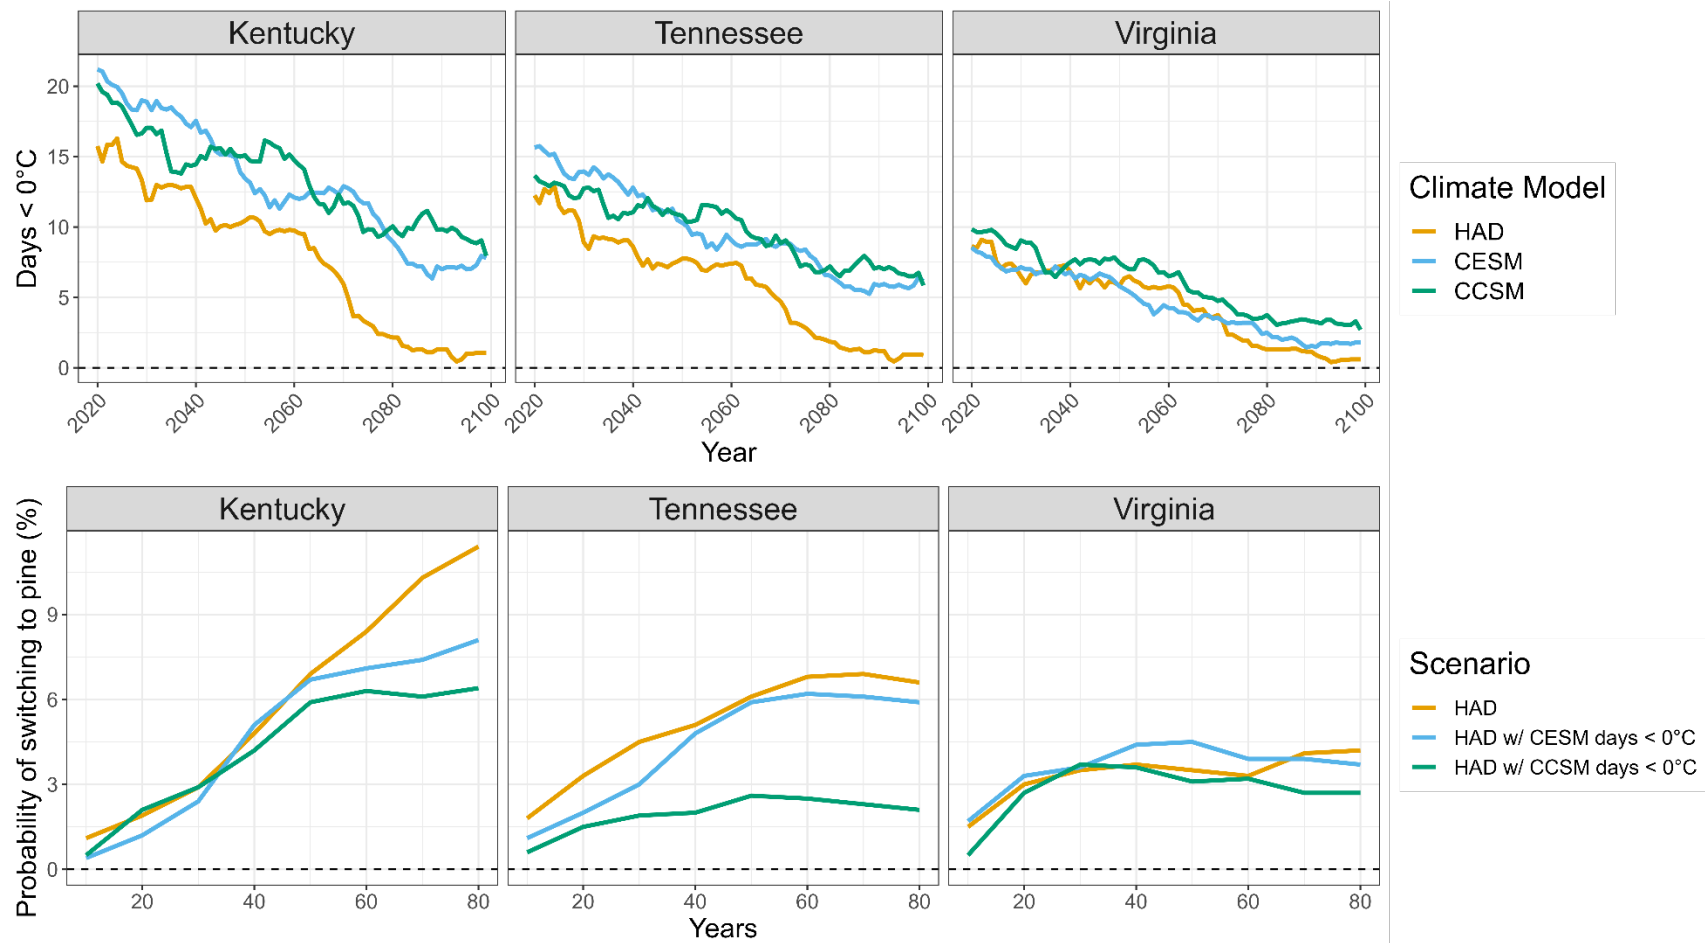 Kentucky Tennessee Virginia
Days < 0°C
20
15
10
5
0
2020 2040 2060 2080 2100 2020 2040 2060 2080 2100 2020 2040 2060 2080 2100
Year
Climate Model
HAD
CESM
CCSM
Kentucky Tennessee Virginia
Probability of switching to pine (%)
9
6
3
0
20 40 60 80 20 40 60 80 20 40 60 80
Years
Scenario
HAD
HAD w/ CESM days < 0°C
HAD w/ CCSM days < 0°C